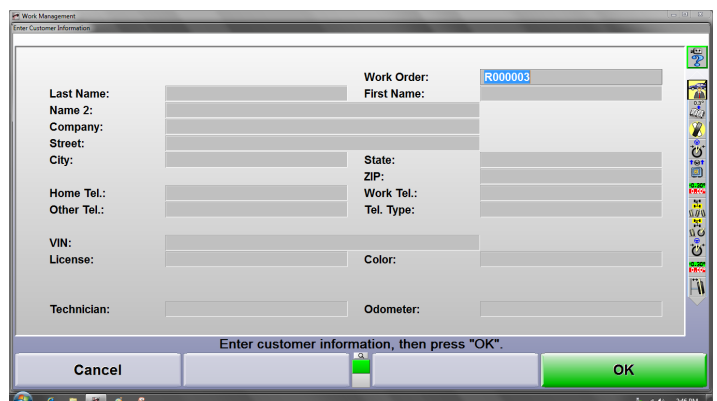 Work Management
Enter Customer Information
Work Order: R000003
Last Name: First Name:
Name 2:
Company:
Street:
City: State:
ZIP:
Home Tel.: Work Tel.:
Other Tel.: Tel. Type:
VIN:
License: Color:
Technician: Odometer:
Enter customer information, then press "OK".
Cancel OK